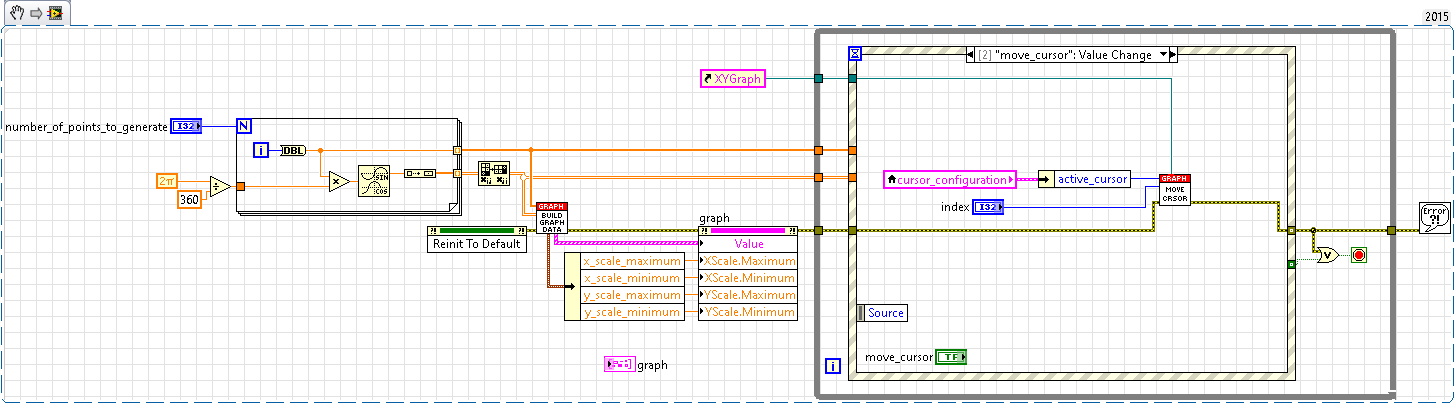 2015
[2] "move_cursor": Value Change
XYGraph
number_of_points_to_generate
I32
N
i
DBL
SIN
COS
2π
360
÷
×
GRAPH
BUILD
GRAPH
DATA
Reinit To Default
graph
Value
x_scale_maximum
XScale.Maximum
x_scale_minimum
XScale.Minimum
y_scale_maximum
YScale.Maximum
y_scale_minimum
YScale.Minimum
graph
cursor_configuration
active_cursor
index
I32
GRAPH
MOVE
CRSOR
Error
?!
V
Source
move_cursor
TF
i